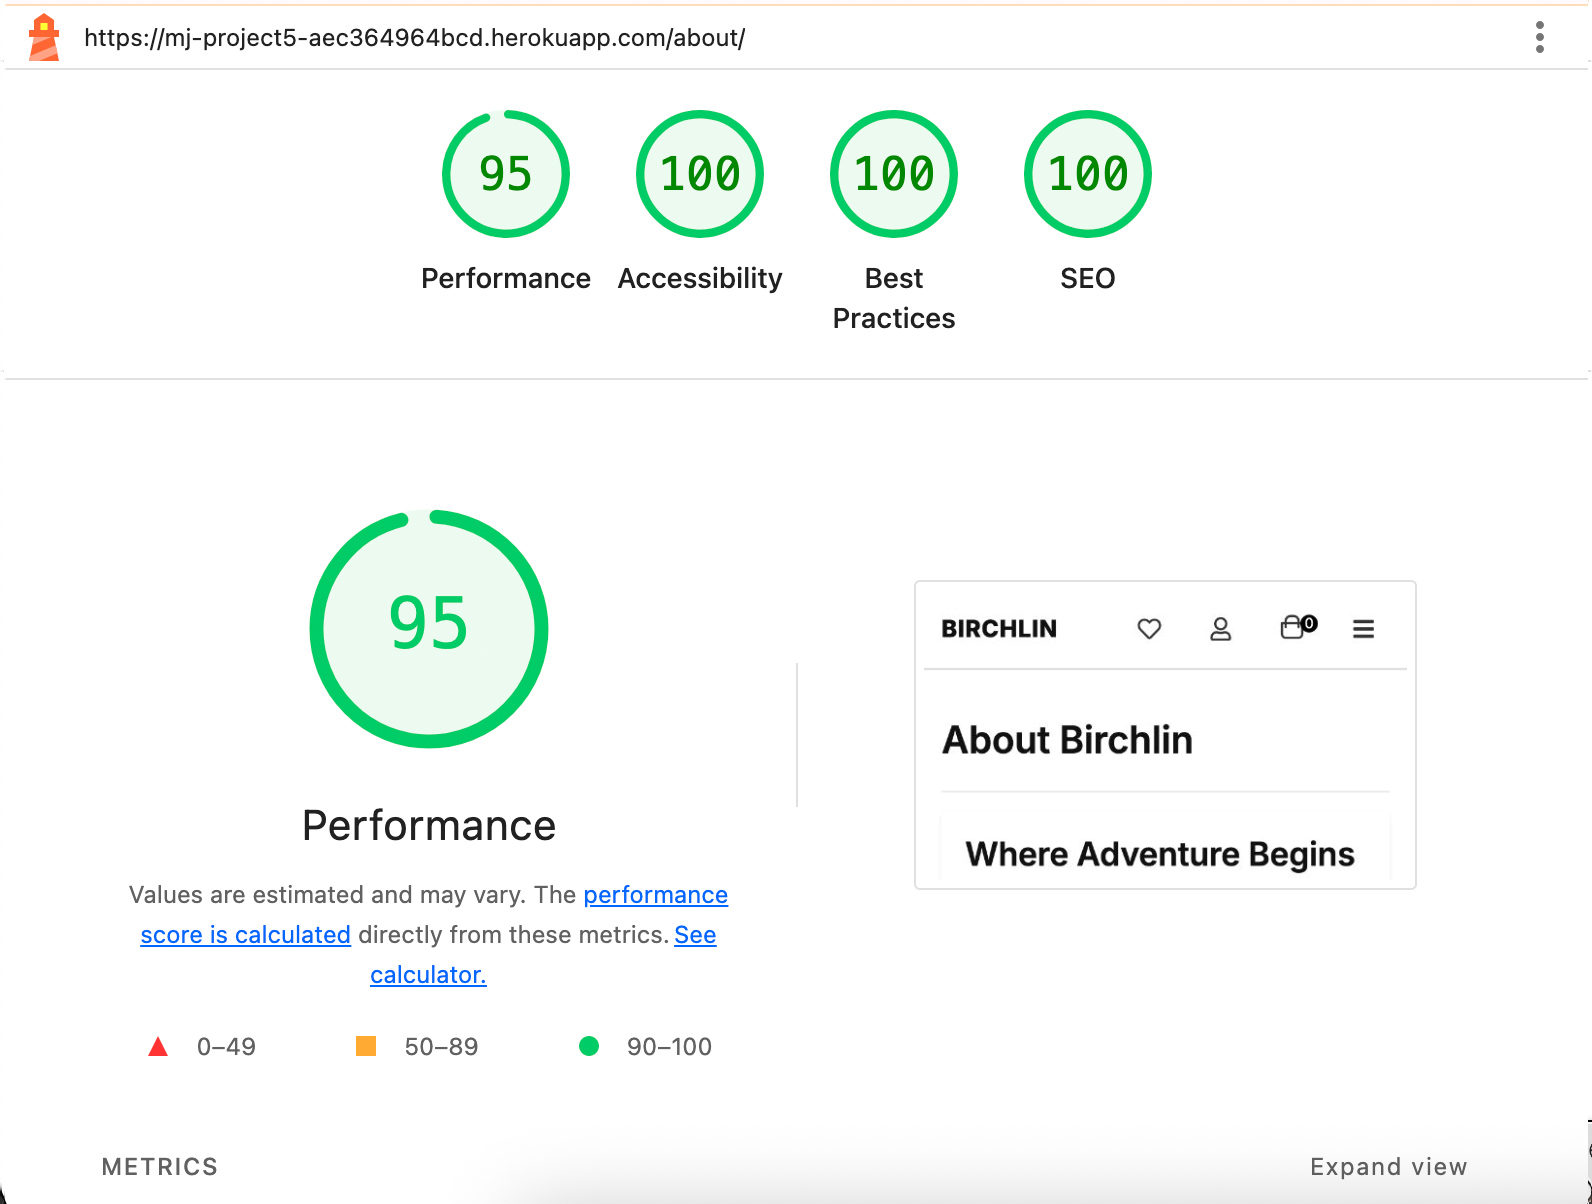 https://mj-project5-aec364964bcd.herokuapp.com/about/
95
100
100
100
Performance
Accessibility
Best
Practices
SEO
95
Performance
Values are estimated and may vary. The performance
score is calculated directly from these metrics. See
calculator.
0–49
50–89
90–100
BIRCHLIN
0
About Birchlin
Where Adventure Begins
METRICS
Expand view